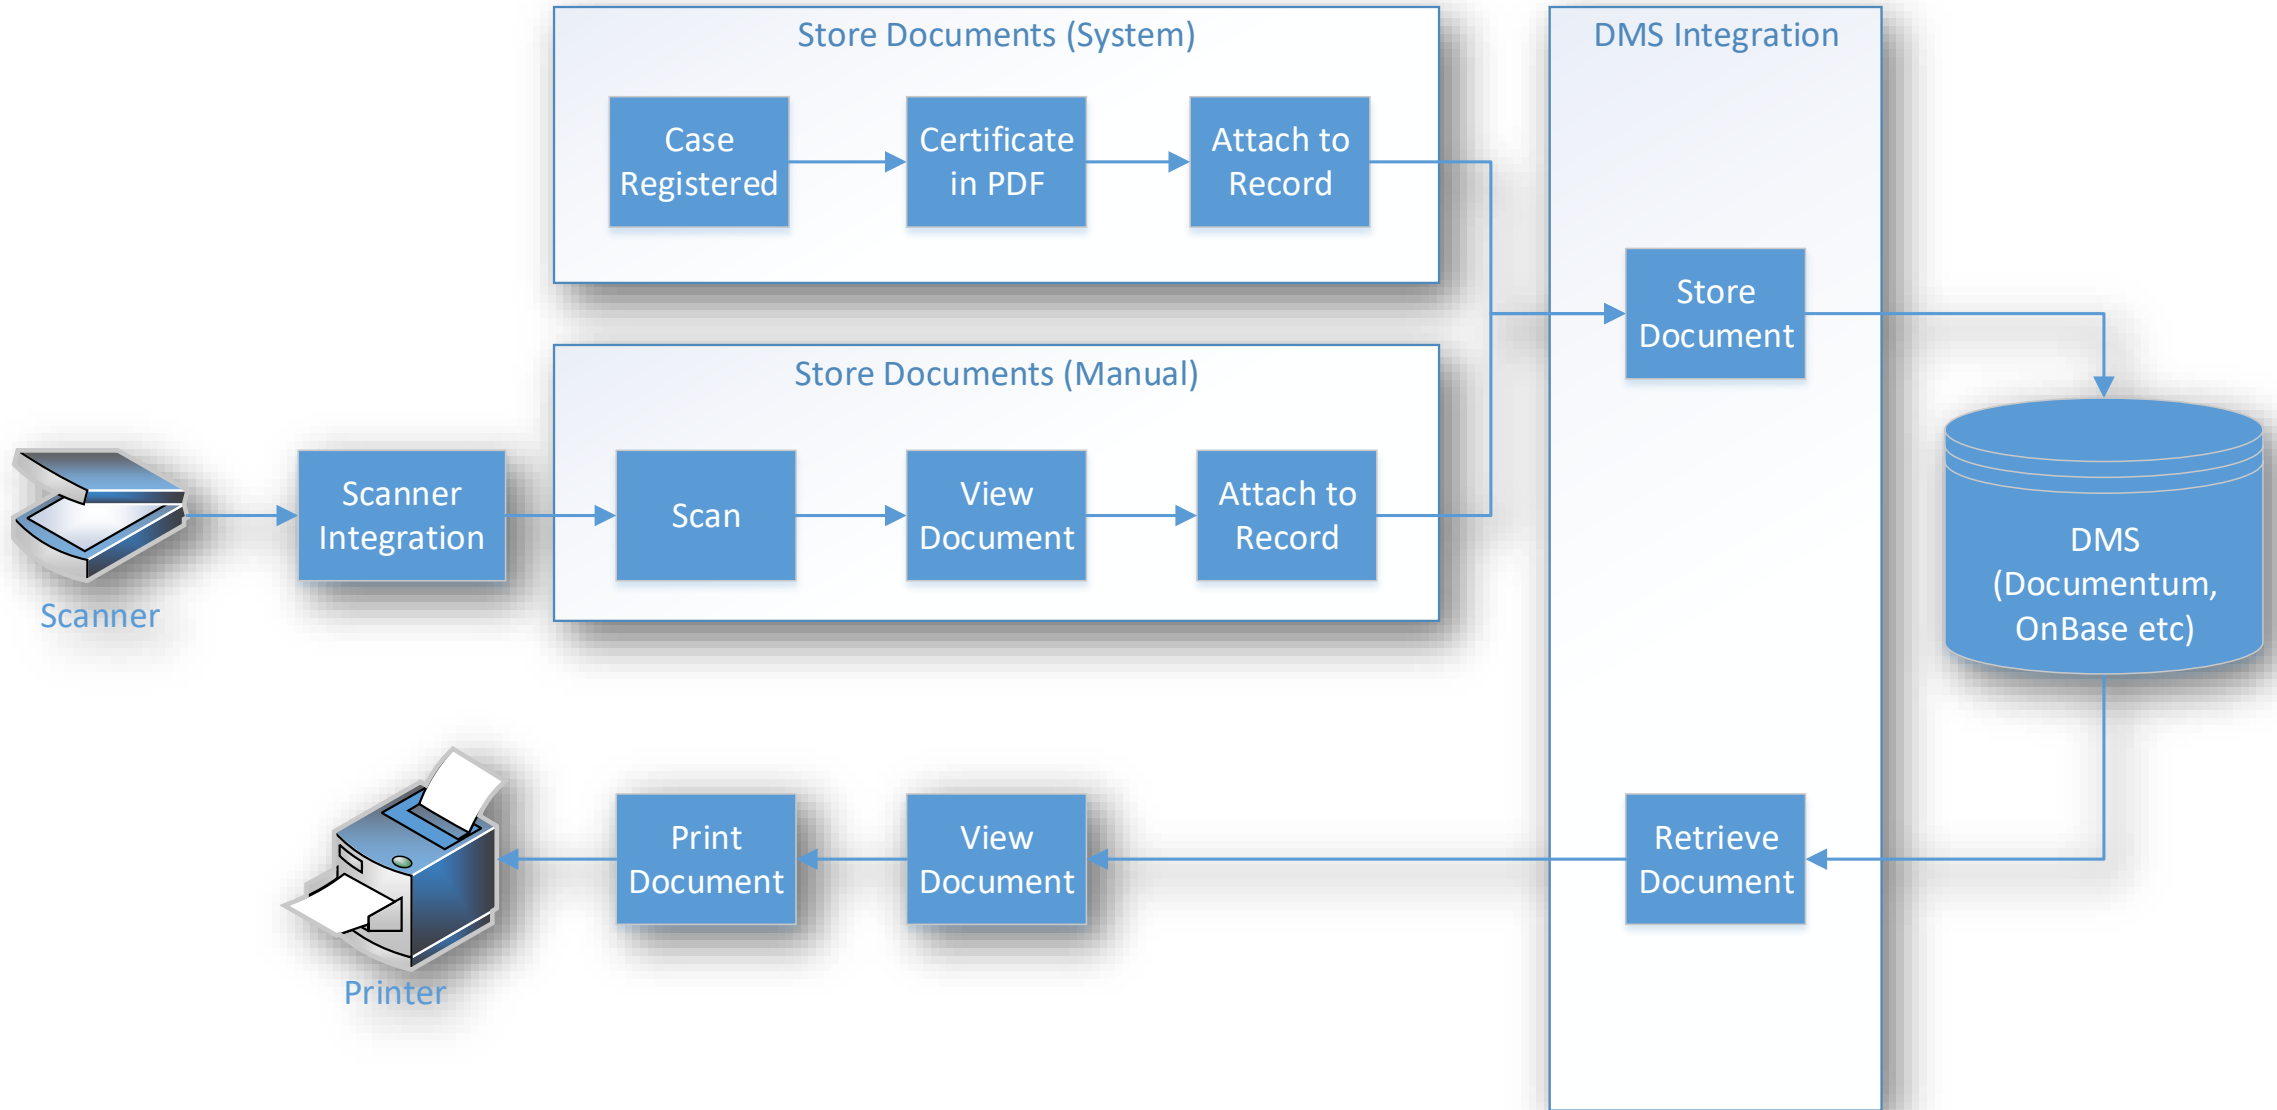 Store Documents (System)
Case
Registered
Certificate
in PDF
Attach to
Record
DMS Integration
Store
Document
Store Documents (Manual)
Scanner
Scanner
Integration
Scan
View
Document
Attach to
Record
DMS
(Documentum,
OnBase etc)
Printer
Print
Document
View
Document
Retrieve
Document